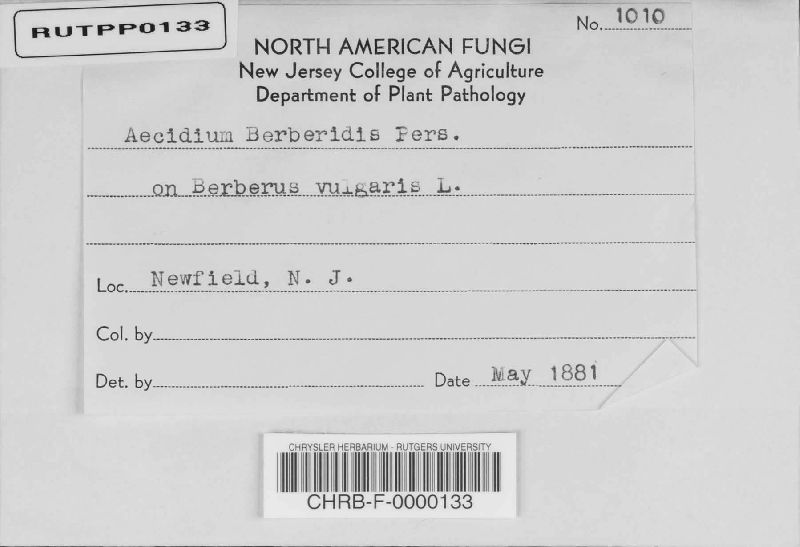 RUTPP0133
No. 1010
NORTH AMERICAN FUNGI
New Jersey College of Agriculture
Department of Plant Pathology
Aecidium Berberidis Pers.
on Berberus vulgaris L.
Loc. Newfield, N. J.
Col. by
Det. by Date May 1881
CHRYSLER HERBARIUM - RUTGERS UNIVERSITY
CHRB-F-0000133